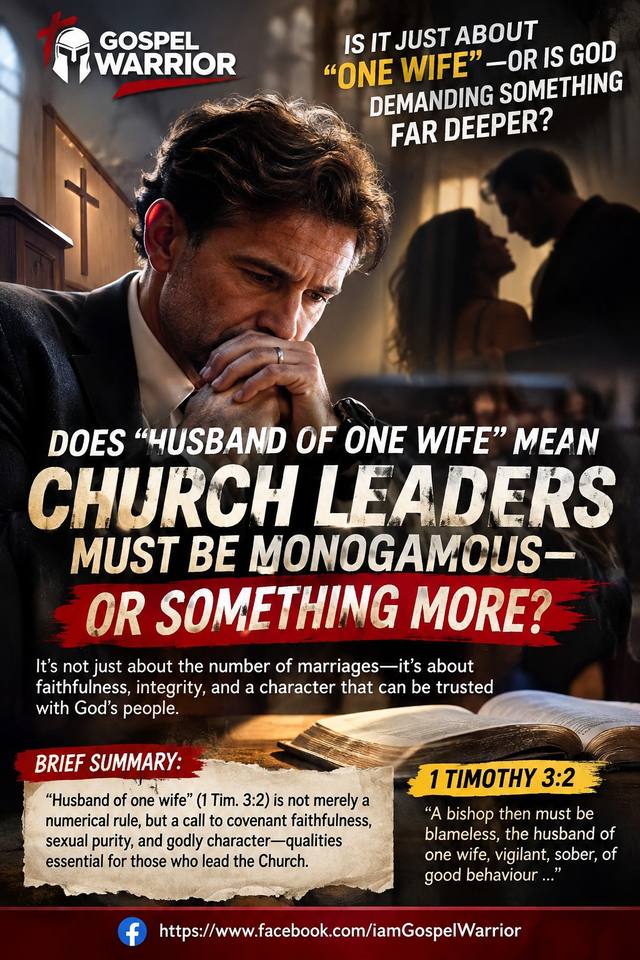 GOSPEL
WARRIOR
IS IT JUST ABOUT
“ONE WIFE”—OR IS GOD
DEMANDING SOMETHING
FAR DEEPER?
DOES “HUSBAND OF ONE WIFE” MEAN
CHURCH LEADERS
MUST BE MONOGAMOUS—
OR SOMETHING MORE?
It’s not just about the number of marriages—it’s about
faithfulness, integrity, and a character that can be trusted
with God’s people.
BRIEF SUMMARY:
“Husband of one wife” (1 Tim. 3:2) is not merely a
numerical rule, but a call to covenant faithfulness,
sexual purity, and godly character—qualities
essential for those who lead the Church.
1 TIMOTHY 3:2
“A bishop then must be
blameless, the husband of
one wife, vigilant, sober, of
good behaviour ...”
https://www.facebook.com/iamGospelWarrior